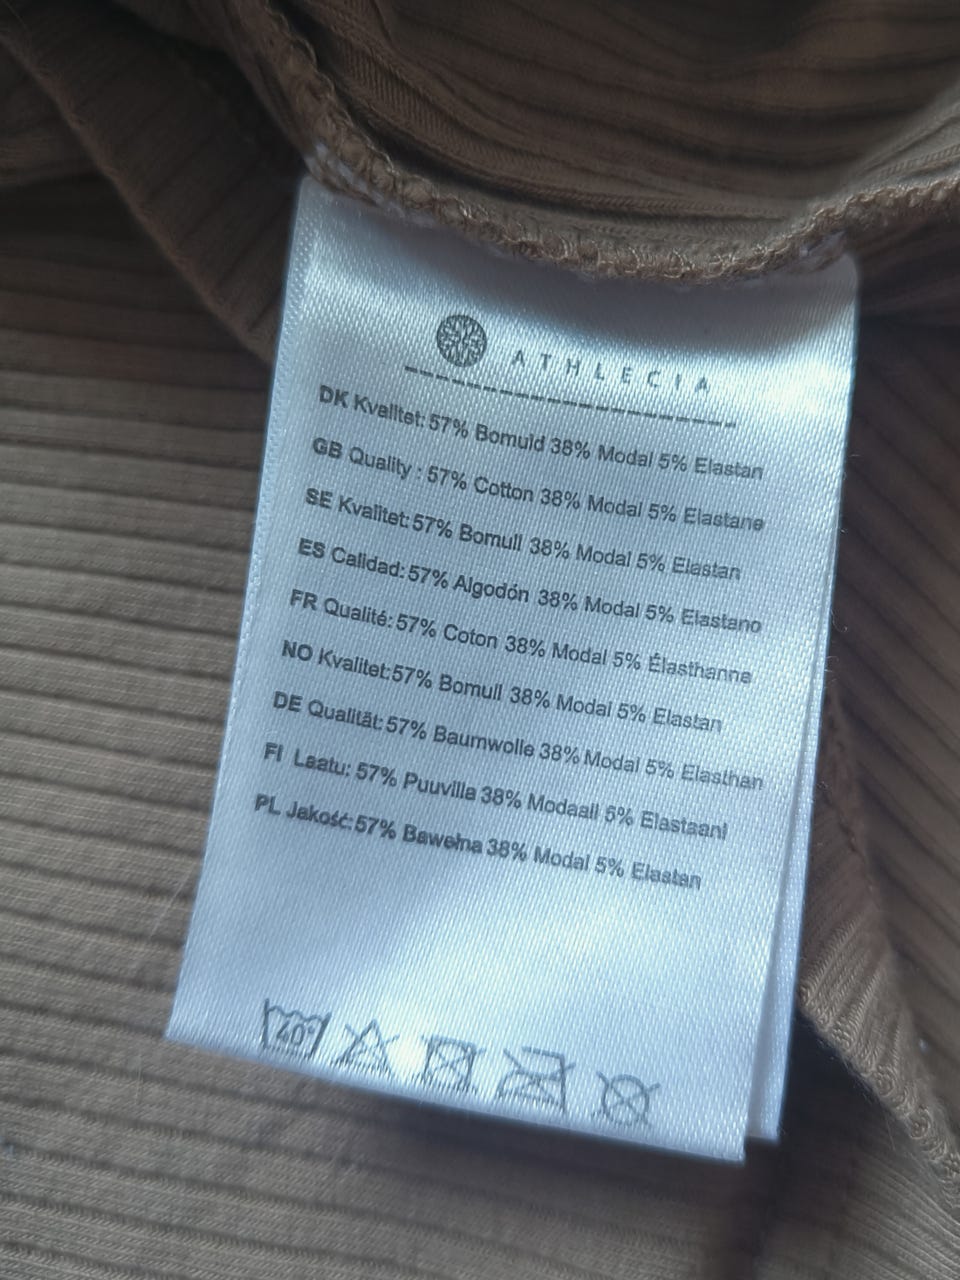 ATHLECIA
DK Kvalitet: 57% Bomuld 38% Modal 5% Elastan
GB Quality : 57% Cotton 38% Modal 5% Elastane
SE Kvalitet: 57% Bomull 38% Modal 5% Elastan
ES Calidad: 57% Algodón 38% Modal 5% Elastano
FR Qualité: 57% Coton 38% Modal 5% Élasthanne
NO Kvalitet:57% Bomull 38% Modal 5% Elastan
DE Qualität: 57% Baumwolle 38% Modal 5% Elasthan
FI Laatu: 57% Puuvilla 38% Modaali 5% Elastaani
PL Jakość: 57% Bawełna 38% Modal 5% Elastan
40°